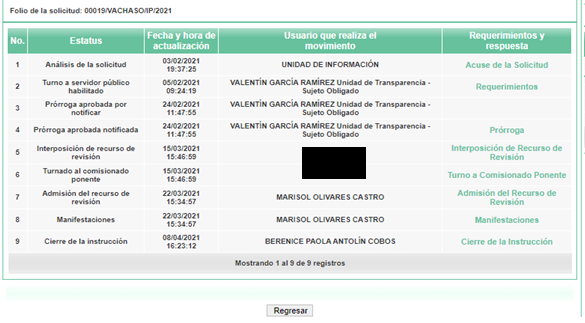 Folio de la solicitud: 00019/VACHASO/IP/2021
No. Estatus Fecha y hora de actualización Usuario que realiza el movimiento Requerimientos y respuesta
1 Análisis de la solicitud 03/02/2021 19:37:25 UNIDAD DE INFORMACIÓN Acuse de la Solicitud
2 Turno a servidor público habilitado 05/02/2021 09:24:19 VALENTÍN GARCÍA RAMÍREZ Unidad de Transparencia - Sujeto Obligado Requerimientos
3 Prórroga aprobada por notificar 24/02/2021 11:47:55 VALENTÍN GARCÍA RAMÍREZ Unidad de Transparencia - Sujeto Obligado
4 Prórroga aprobada notificada 24/02/2021 11:47:55 VALENTÍN GARCÍA RAMÍREZ Unidad de Transparencia - Sujeto Obligado Prórroga
5 Interposición de recurso de revisión 15/03/2021 15:46:59 Interposición de Recurso de Revisión
6 Turnado al comisionado ponente 15/03/2021 15:46:59 Turno a Comisionado Ponente
7 Admisión del recurso de revisión 22/03/2021 15:34:57 MARISOL OLIVARES CASTRO Admisión del Recurso de Revisión
8 Manifestaciones 22/03/2021 15:34:57 MARISOL OLIVARES CASTRO Manifestaciones
9 Cierre de la instrucción 08/04/2021 16:23:12 BERENICE PAOLA ANTOLÍN COBOS Cierre de la Instrucción
Mostrando 1 al 9 de 9 registros
Regresar